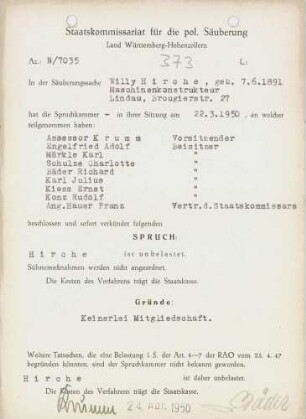 Staatskommissariat für die pol. Säuberung
Land Württemberg-Hohenzollern
Az.: N/7035 373 L:
In der Säuberungssache Willy H i r c h e , geb. 7.6.1891
Maschinenkonstrukteur
Lindau, Brougierstr. 27
hat die Spruchkammer – in ihrer Sitzung am 22.3.1950 . an welcher
teilgenommen haben:
Assessor K r u m m Vorsitzender
Engelfried Adolf Beisitzer
Märkle Karl "
Schulze Charlotte "
Bäder Richard "
Karl Julius "
Kiess Ernst "
Konz Rudolf "
Ang.Hauer Franz Vertr.d.Staatskommissars
beschlossen und sofort verkündet folgenden
SPRUCH:
H i r c h e ist unbelastet.
Sühnemaßnahmen werden nicht angeordnet.
Die Kosten des Verfahrens trägt die Staatskasse.
Gründe:
Keinerlei Mitgliedschaft.
Weitere Tatsachen, die eine Belastung i. S. der Art. 4–7 der RAO vom 25. 4. 47
begründen könnten, sind der Spruchkammer nicht bekannt geworden.
H i r c h e ist daher unbelastet.
Die Kosten des Verfahrens trägt die Staatskasse.
Krumm 24. 1950 Bäder